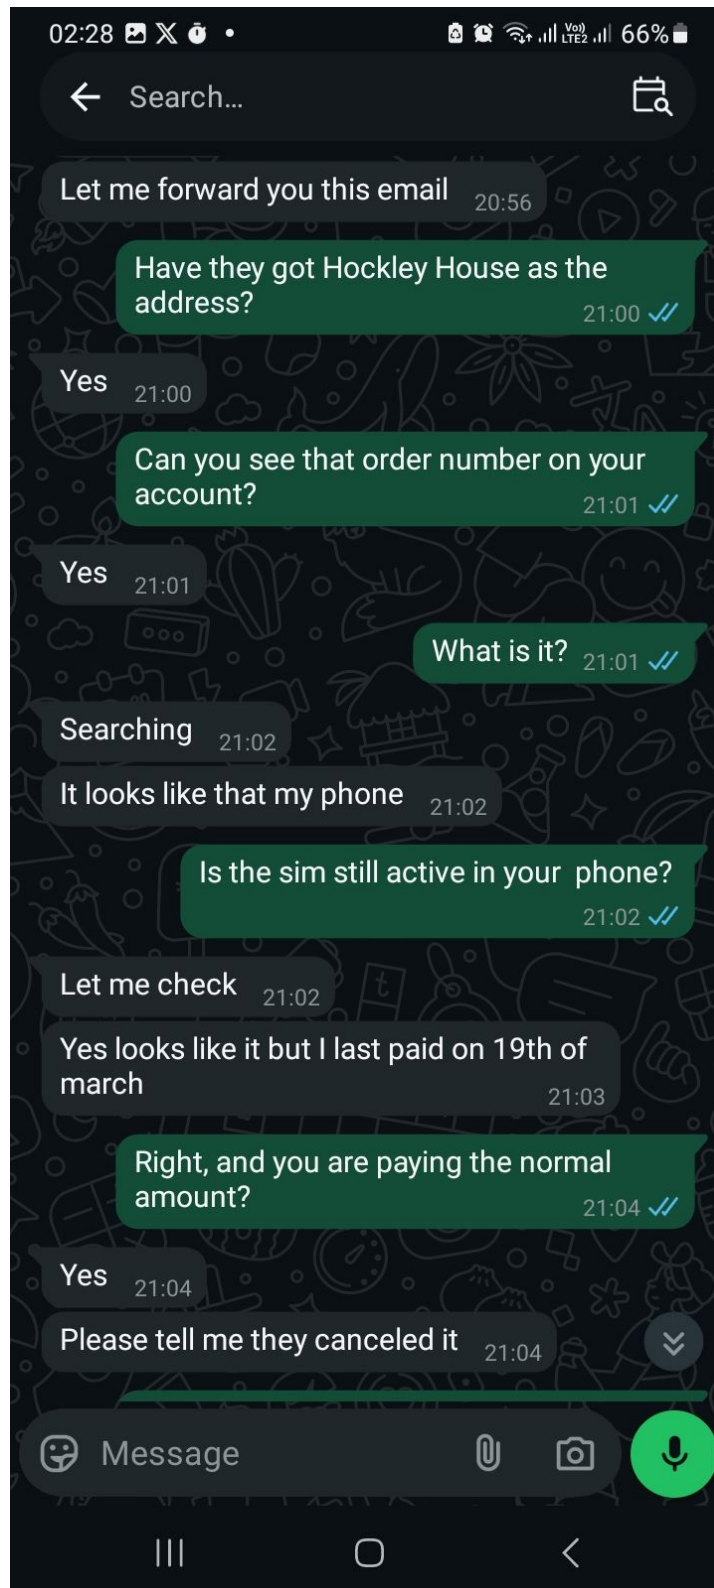 02:28
Vo))
LTE2
66%
Search...
Let me forward you this email
20:56
Have they got Hockley House as the
address?
21:00
Yes
21:00
Can you see that order number on your
account?
21:01
Yes
21:01
What is it?
21:01
Searching
21:02
It looks like that my phone
21:02
Is the sim still active in your  phone?
21:02
Let me check
21:02
Yes looks like it but I last paid on 19th of
march
21:03
Right, and you are paying the normal
amount?
21:04
Yes
21:04
Please tell me they canceled it
21:04
Message